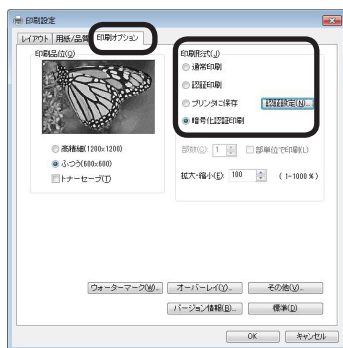 印刷設定
レイアウト 用紙/品質 印刷オプション
印刷品位(Q)
高精細(1200×1200)
ふつう(600×600)
トナーセーブ(T)
印刷形式(J)
通常印刷
認証印刷
プリンタに保存 認証設定(N)...
暗号化認証印刷
部数(C): 1 部単位で印刷(L)
拡大・縮小(E): 100 (1~1000 %)
ウォーターマーク(W)... オーバーレイ(Y)... その他(V)...
バージョン情報(B)... 標準(D)
OK キャンセル